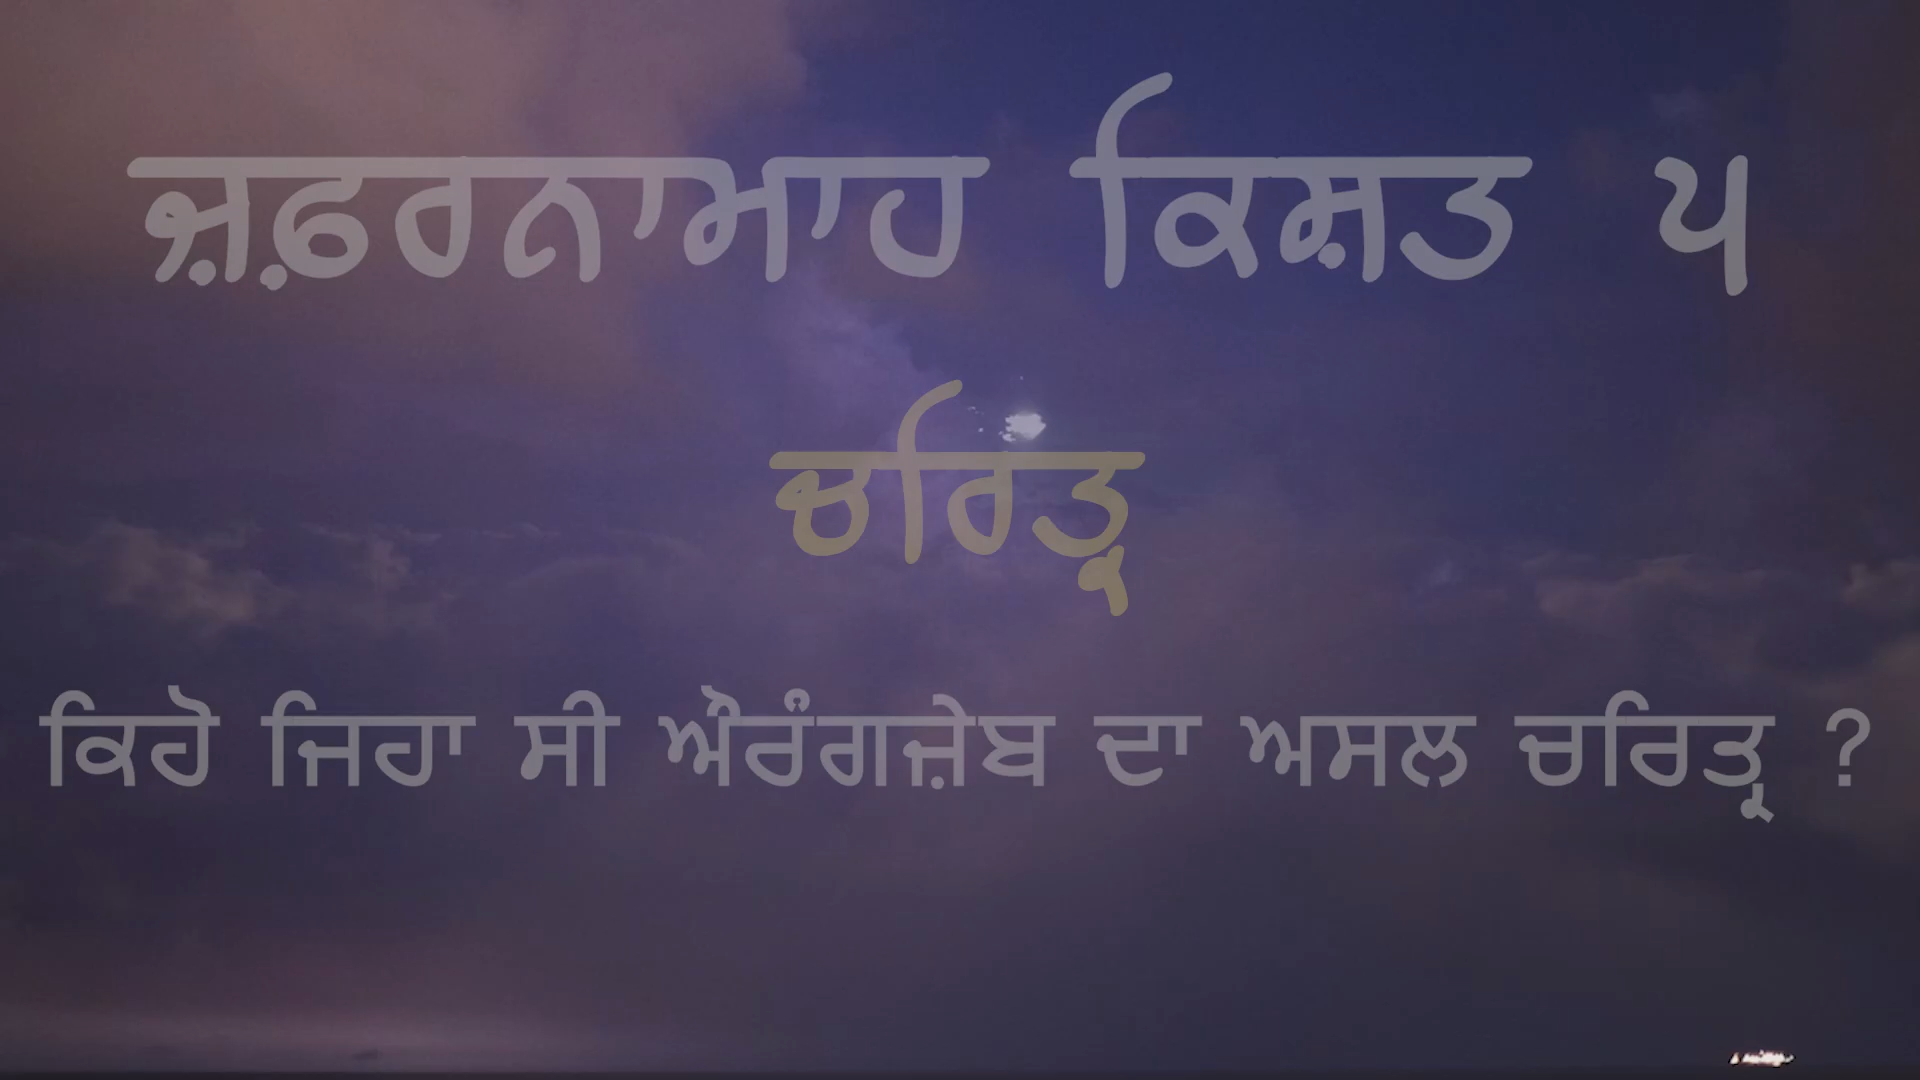 ਜ਼ਫ਼ਰਨਾਮਾਹ ਕਿਸ਼ਤ ੫
ਚਰਿਤ੍ਰ
ਕਿਹੋ ਜਿਹਾ ਸੀ ਔਰੰਗਜ਼ੇਬ ਦਾ ਅਸਲ ਚਰਿਤ੍ਰ ?